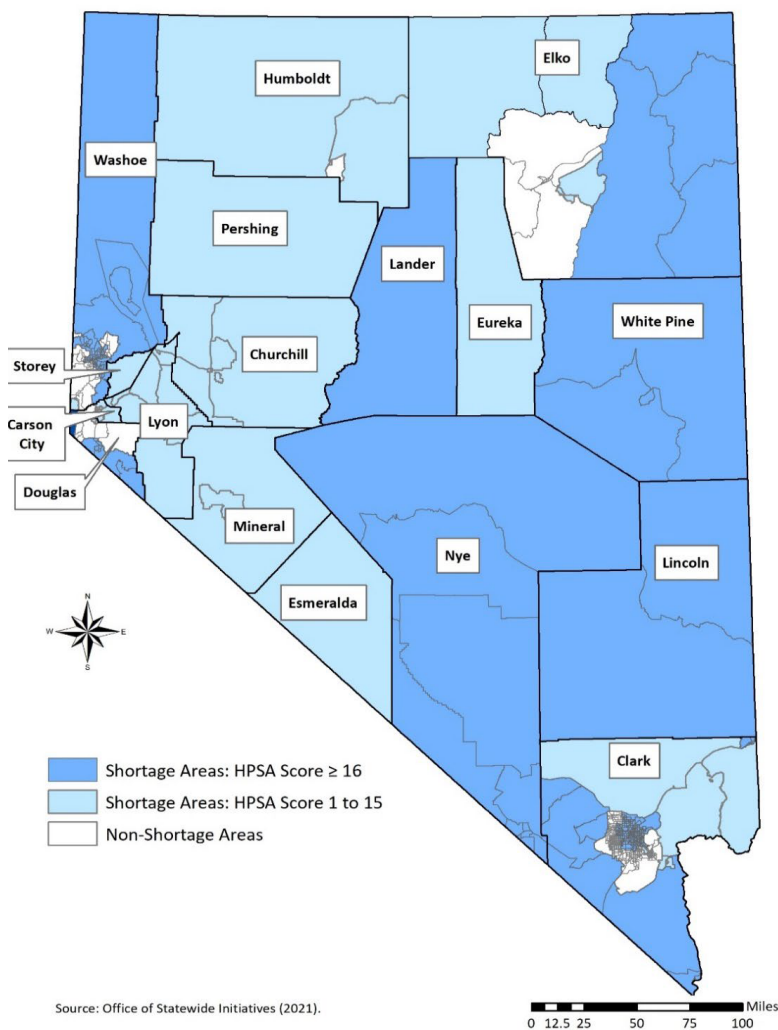 Humboldt
Elko
Washoe
Pershing
Lander
Eureka
White Pine
Churchill
Storey
Carson
City
Lyon
Douglas
Mineral
Nye
Lincoln
Esmeralda
N
W
E
S
Clark
Shortage Areas: HPSA Score ≥ 16
Shortage Areas: HPSA Score 1 to 15
Non-Shortage Areas
Source: Office of Statewide Initiatives (2021).
Miles
0 12.5 25 50 75 100